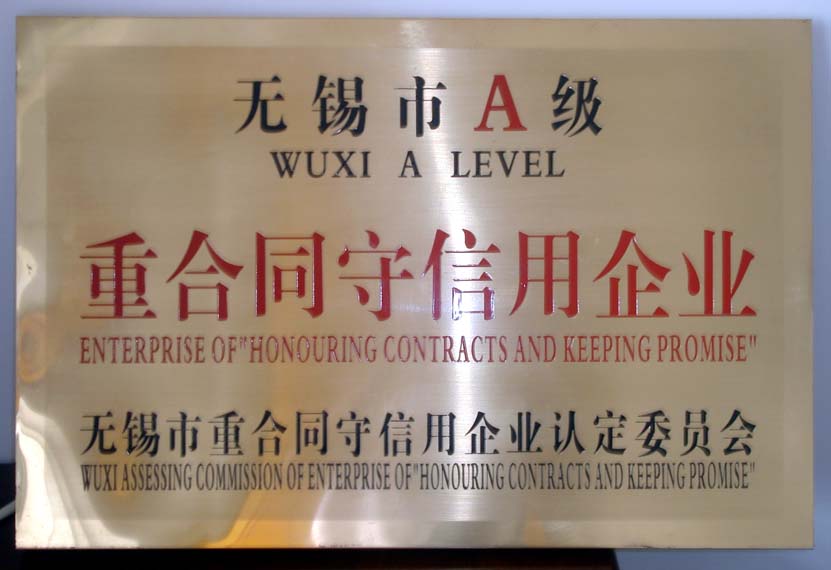 无锡市A级
WUXI A LEVEL
重合同守信用企业
ENTERPRISE OF"HONOURING CONTRACTS AND KEEPING PROMISE"
无锡市重合同守信用企业认定委员会
WUXI ASSESSING COMMISSION OF ENTERPRISE OF"HONOURING CONTRACTS AND KEEPING PROMISE"